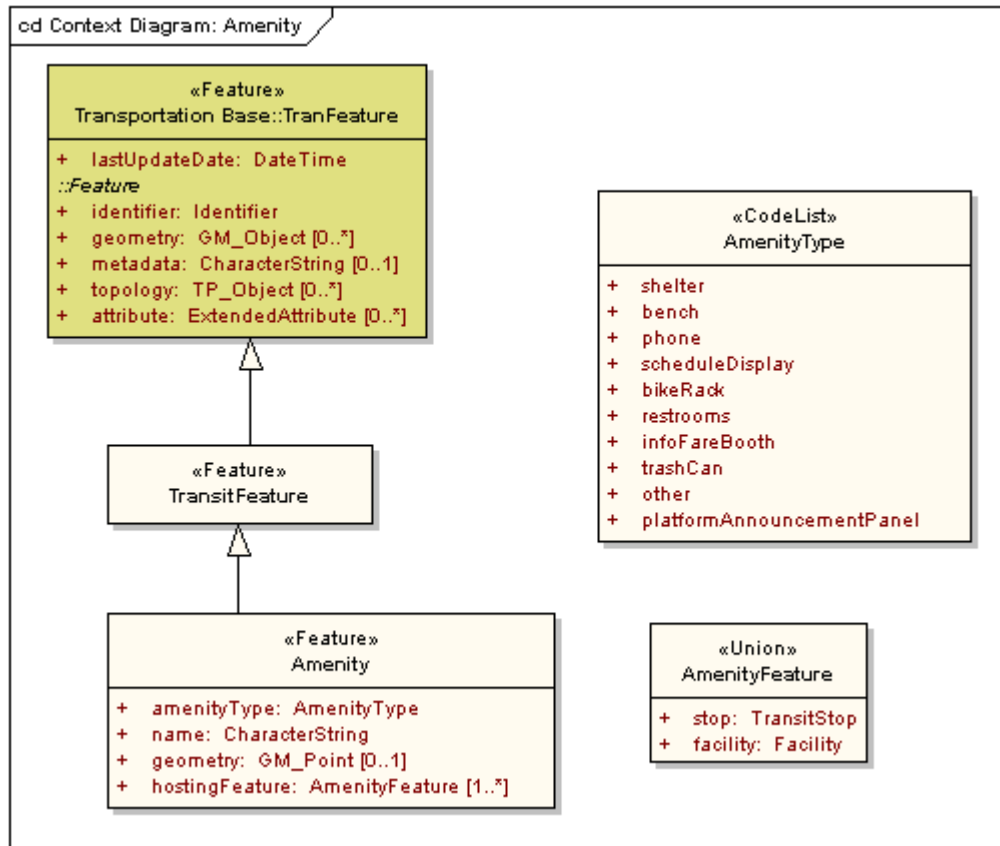 cd Context Diagram: Amenity
«Feature»
Transportation Base::TranFeature
+ lastUpdateDate: DateTime
::Feature
+ identifier: Identifier
+ geometry: GM_Object [0..*]
+ metadata: CharacterString [0..1]
+ topology: TP_Object [0..*]
+ attribute: ExtendedAttribute [0..*]
«Feature»
TransitFeature
«Feature»
Amenity
+ amenityType: AmenityType
+ name: CharacterString
+ geometry: GM_Point [0..1]
+ hostingFeature: AmenityFeature [1..*]
«CodeList»
AmenityType
+ shelter
+ bench
+ phone
+ scheduleDisplay
+ bikeRack
+ restrooms
+ infoFareBooth
+ trashCan
+ other
+ platformAnnouncementPanel
«Union»
AmenityFeature
+ stop: TransitStop
+ facility: Facility